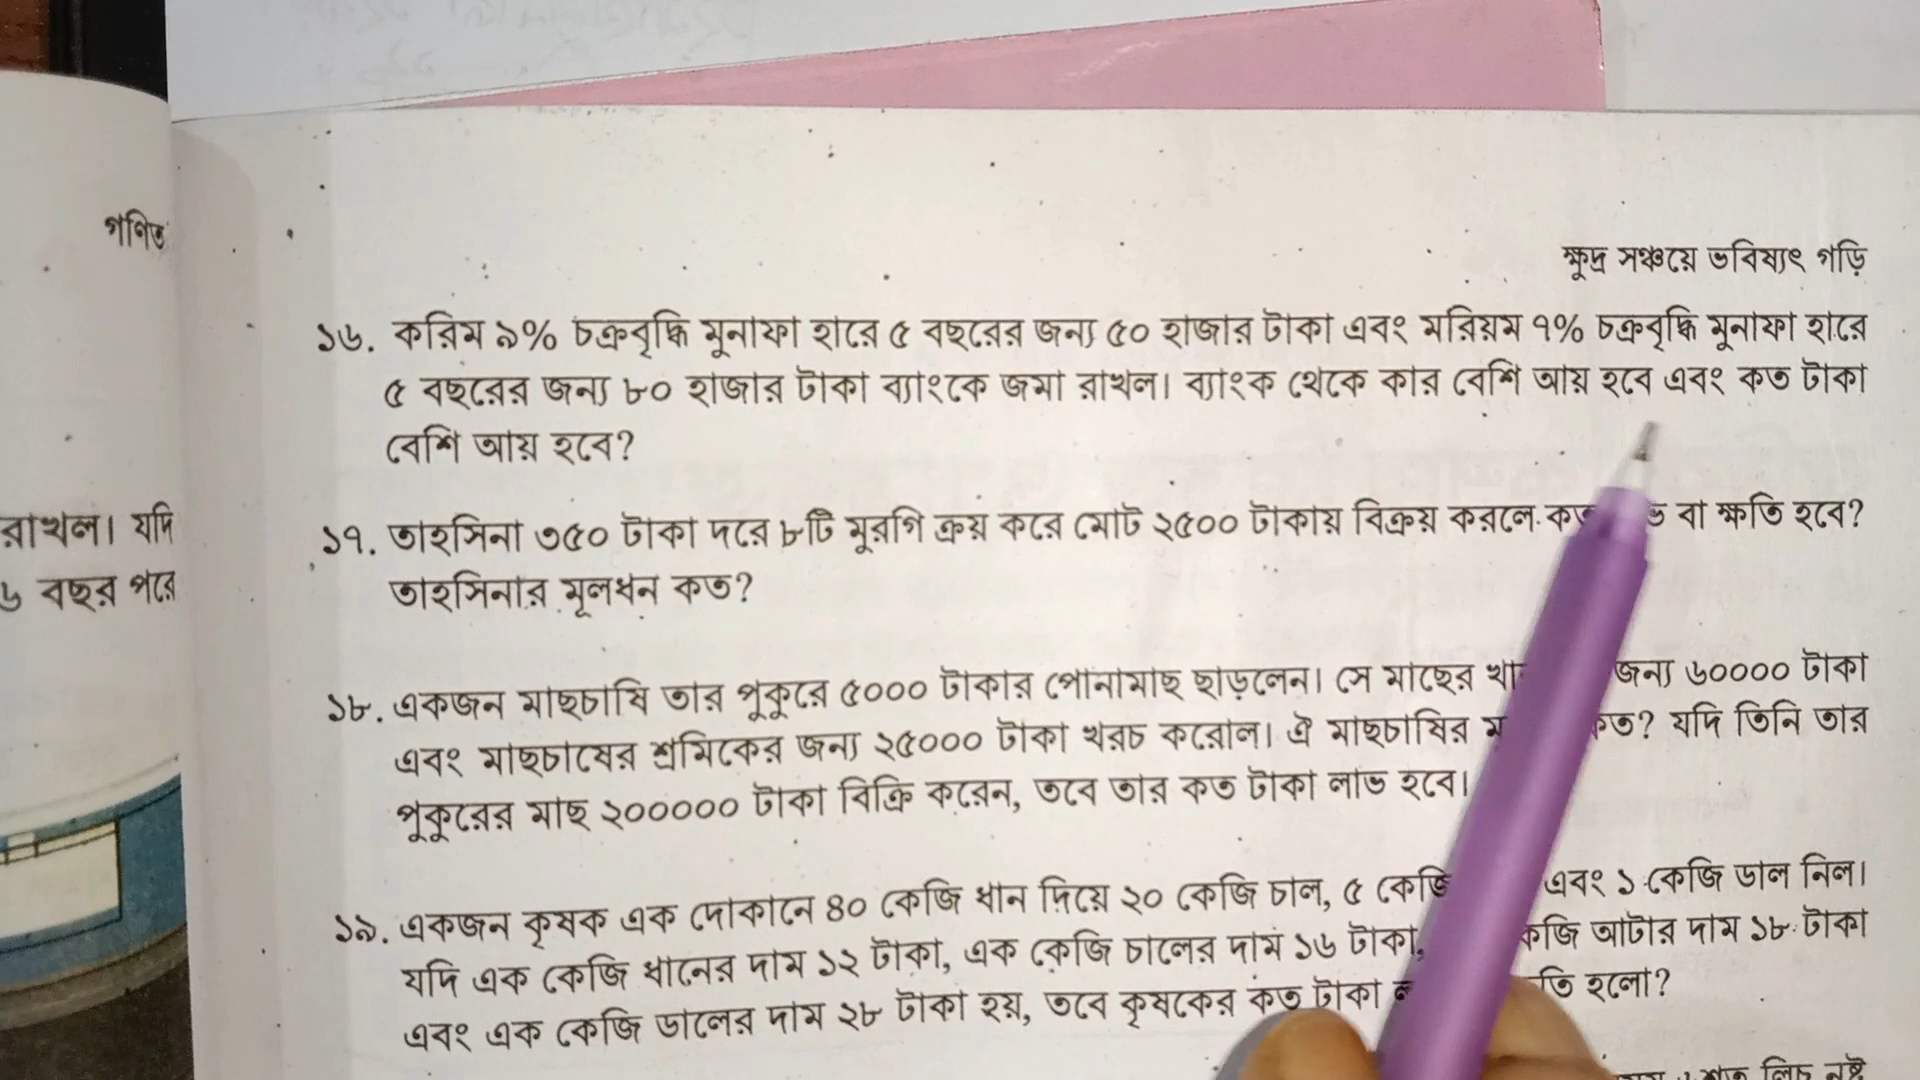 গণিত
রাখল। যদি
৬ বছর পরে
ক্ষুদ্র সঞ্চয়ে ভবিষ্যৎ গড়ি
১৬. করিম ৯% চক্রবৃদ্ধি মুনাফা হারে ৫ বছরের জন্য ৫০ হাজার টাকা এবং মরিয়ম ৭% চক্রবৃদ্ধি মুনাফা হারে
৫ বছরের জন্য ৮০ হাজার টাকা ব্যাংকে জমা রাখল। ব্যাংক থেকে কার বেশি আয় হবে এবং কত টাকা
বেশি আয় হবে?
১৭. তাহসিনা ৩৫০ টাকা দরে ৮টি মুরগি ক্রয় করে মোট ২৫০০ টাকায় বিক্রয় করলে বা ক্ষতি হবে?
তাহসিনার মূলধন কত?
১৮. একজন মাছচাষি তার পুকুরে ৫০০০ টাকার পোনামাছ ছাড়লেন। সে মাছের জন্য ৬০০০০ টাকা
এবং মাছচাষের শ্রমিকের জন্য ২৫০০০ টাকা খরচ করোল। ঐ মাছচাষির কত? যদি তিনি তার
পুকুরের মাছ ২০০০০০ টাকা বিক্রি করেন, তবে তার কত টাকা লাভ হবে।
১৯. একজন কৃষক এক দোকানে ৪০ কেজি ধান দিয়ে ২০ কেজি চাল, ৫ কেজি এবং ১ কেজি ডাল নিল।
যদি এক কেজি ধানের দাম ১২ টাকা, এক কেজি চালের দাম ১৬ টাকা, কেজি আটার দাম ১৮ টাকা
এবং এক কেজি ডালের দাম ২৮ টাকা হয়, তবে কৃষকের কত টাকা হলো?
লিচু নষ্ট